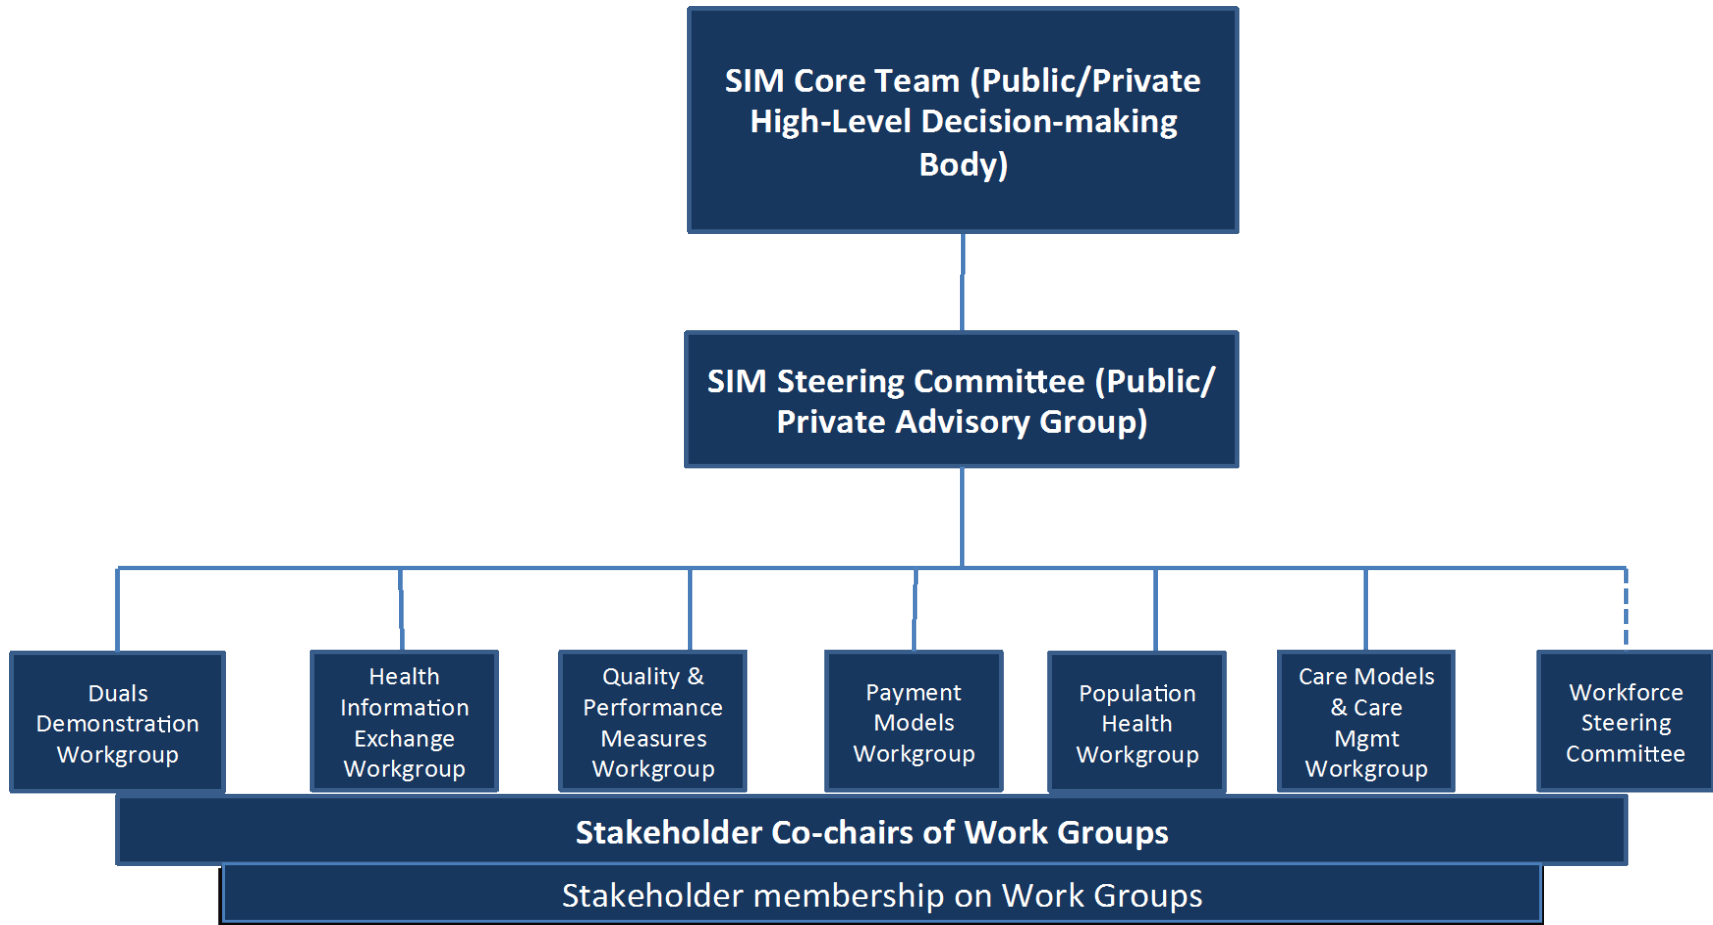 SIM Core Team (Public/Private
High-Level Decision-making
Body)
SIM Steering Committee (Public/
Private Advisory Group)
Duals
Demonstration
Workgroup
Health
Information
Exchange
Workgroup
Quality &
Performance
Measures
Workgroup
Payment
Models
Workgroup
Population
Health
Workgroup
Care Models
& Care
Mgmt
Workgroup
Workforce
Steering
Committee
Stakeholder Co-chairs of Work Groups
Stakeholder membership on Work Groups